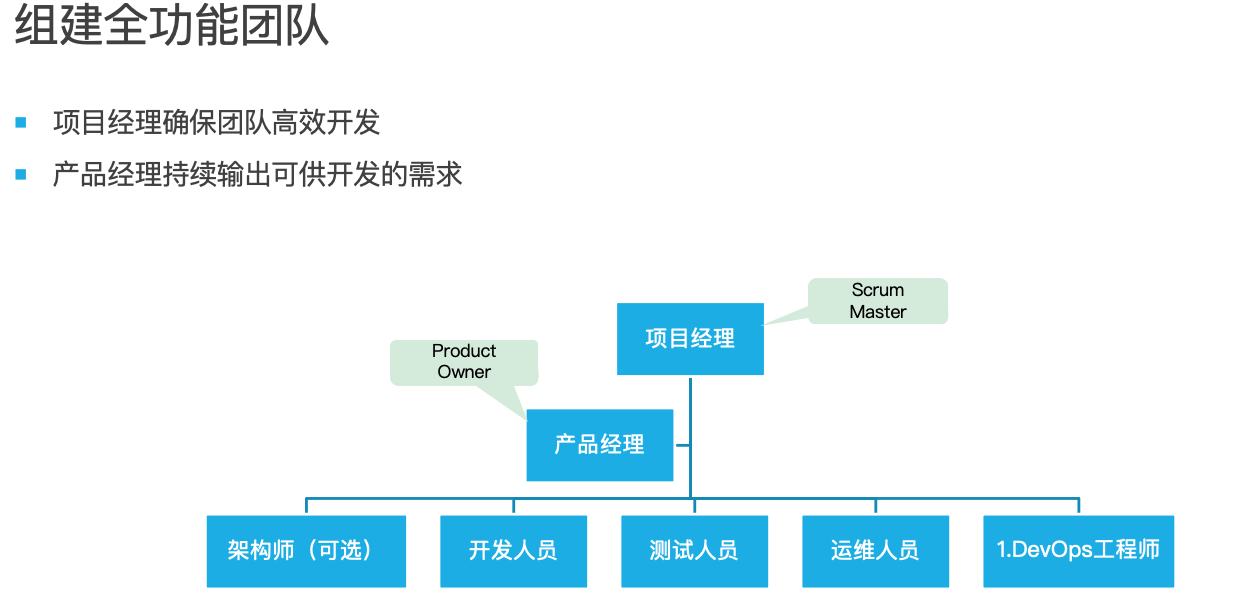 组建全功能团队
项目经理确保团队高效开发
产品经理持续输出可供开发的需求
Scrum
Master
项目经理
Product
Owner
产品经理
架构师（可选）
开发人员
测试人员
运维人员
1.DevOps工程师